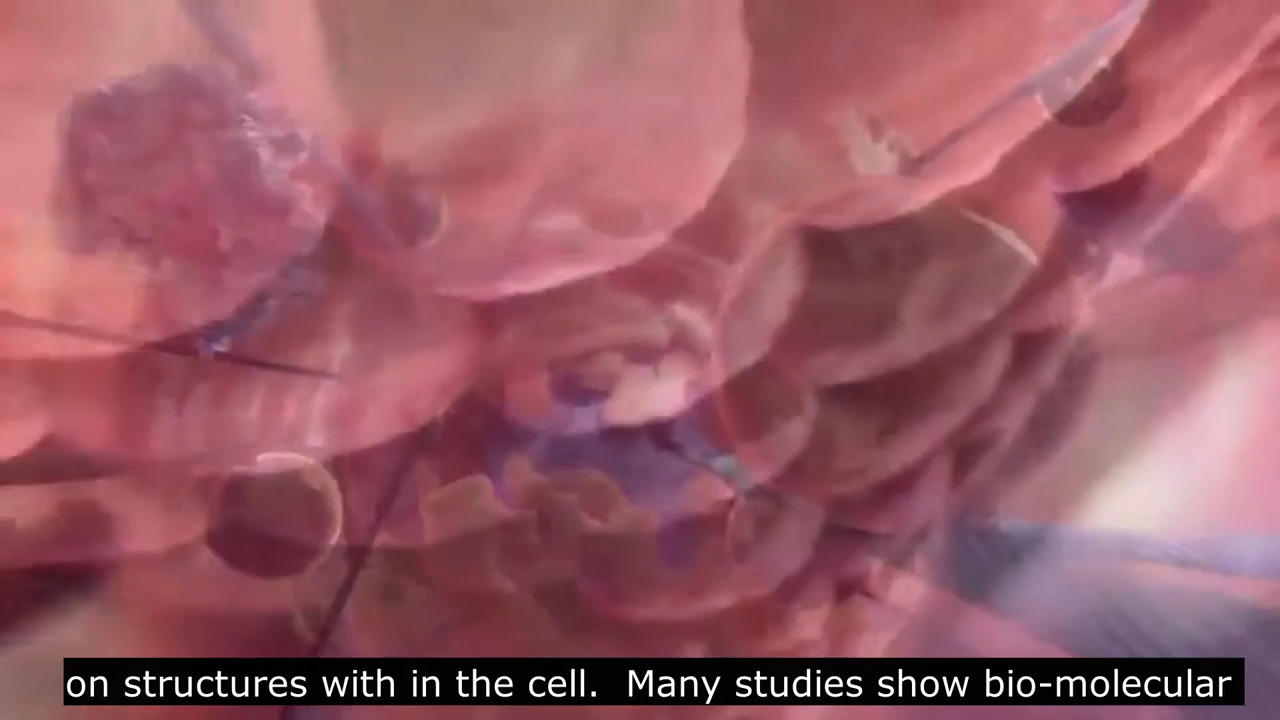 on structures with in the cell.  Many studies show bio-molecular